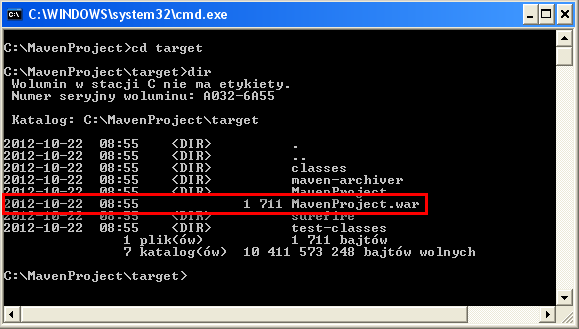 C:\WINDOWS\system32\cmd.exe
C:\MavenProject>cd target
C:\MavenProject\target>dir
Wolumin w stacji C nie ma etykiety.
Numer seryjny woluminu: A032-6A55
Katalog: C:\MavenProject\target
2012-10-22 08:55 <DIR> .
2012-10-22 08:55 <DIR> ..
2012-10-22 08:55 <DIR> classes
2012-10-22 08:55 <DIR> maven-archiver
2012-10-22 08:55 <DIR> MavenProject
2012-10-22 08:55 1 711 MavenProject.war
2012-10-22 08:55 <DIR> surefire
2012-10-22 08:55 <DIR> test-classes
1 plik(ów) 1 711 bajtów
7 katalog(ów) 10 411 573 248 bajtów wolnych
C:\MavenProject\target>